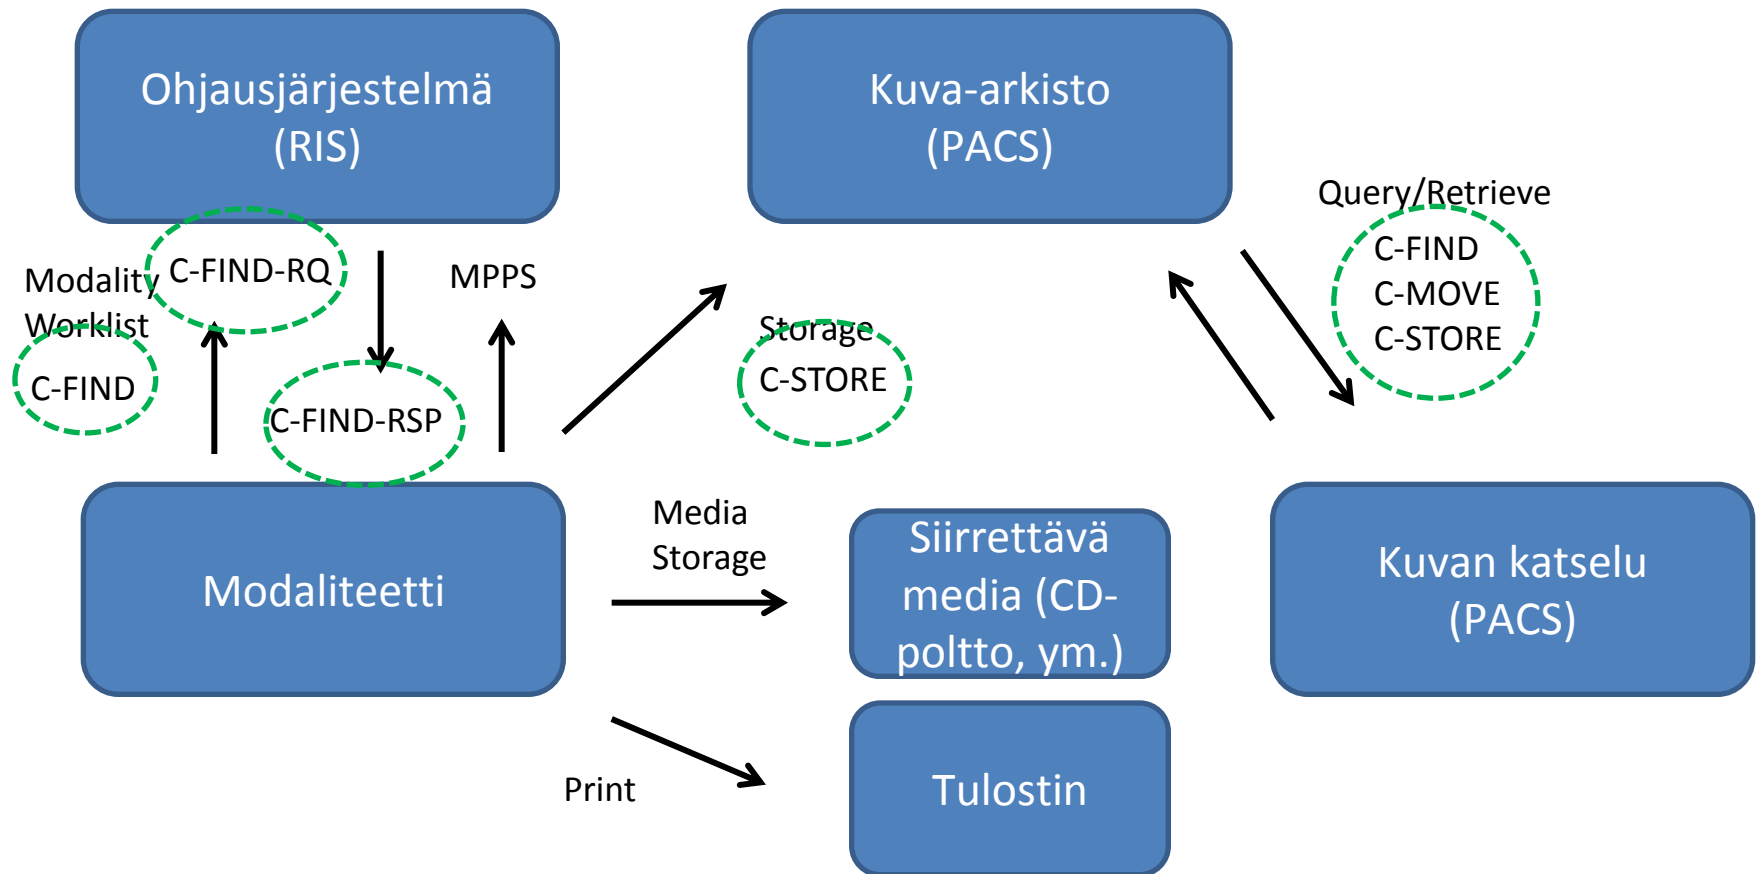 Ohjausjärjestelmä
(RIS)
Kuva-arkisto
(PACS)
Query/Retrieve
C-FIND
C-MOVE
C-STORE
Modality
Worklist
C-FIND
C-FIND-RQ
C-FIND-RSP
MPPS
Storage
C-STORE
Modaliteetti
Media
Storage
Siirrettävä
media (CD-
poltto, ym.)
Kuvan katselu
(PACS)
Print
Tulostin